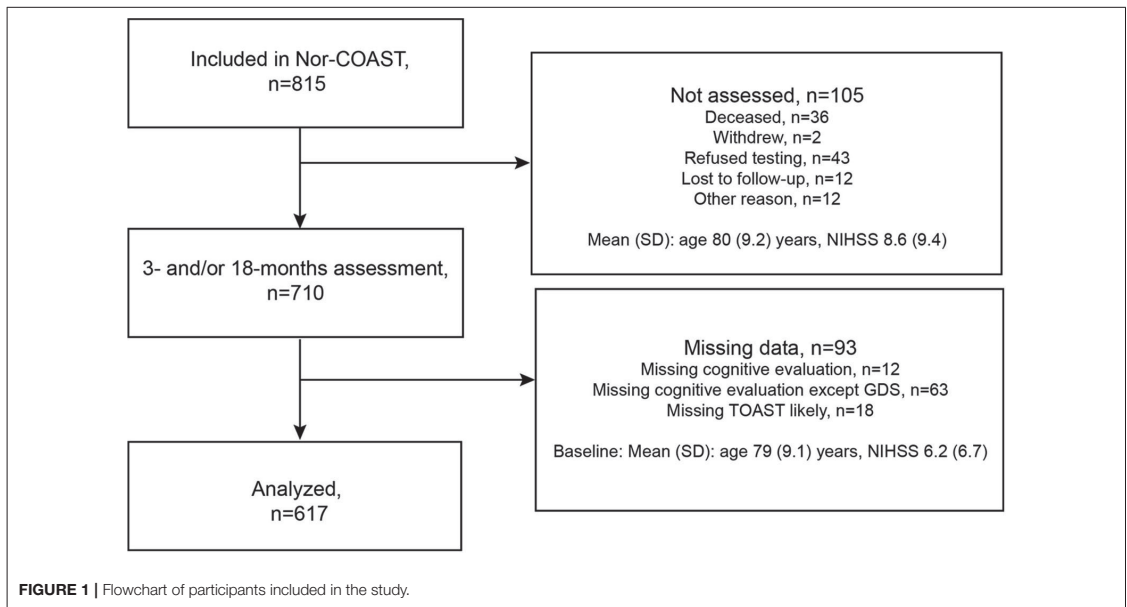 Included in Nor-COAST,
n=815
Not assessed, n=105
Deceased, n=36
Withdrew, n=2
Refused testing, n=43
Lost to follow-up, n=12
Other reason, n=12
Mean (SD): age 80 (9.2) years, NIHSS 8.6 (9.4)
3- and/or 18-months assessment,
n=710
Missing data, n=93
Missing cognitive evaluation, n=12
Missing cognitive evaluation except GDS, n=63
Missing TOAST likely, n=18
Baseline: Mean (SD): age 79 (9.1) years, NIHSS 6.2 (6.7)
Analyzed,
n=617
FIGURE 1 | Flowchart of participants included in the study.